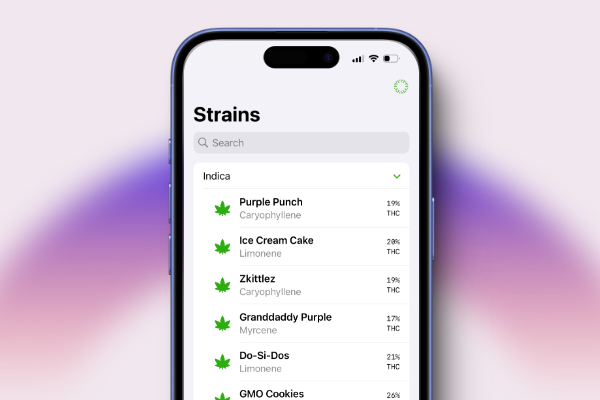 Strains
Search
Indica
Purple Punch
Caryophyllene
19%
THC
Ice Cream Cake
Limonene
20%
THC
Zkittlez
Caryophyllene
19%
THC
Granddaddy Purple
Myrcene
17%
THC
Do-Si-Dos
Limonene
21%
THC
GMO Cookies
26%